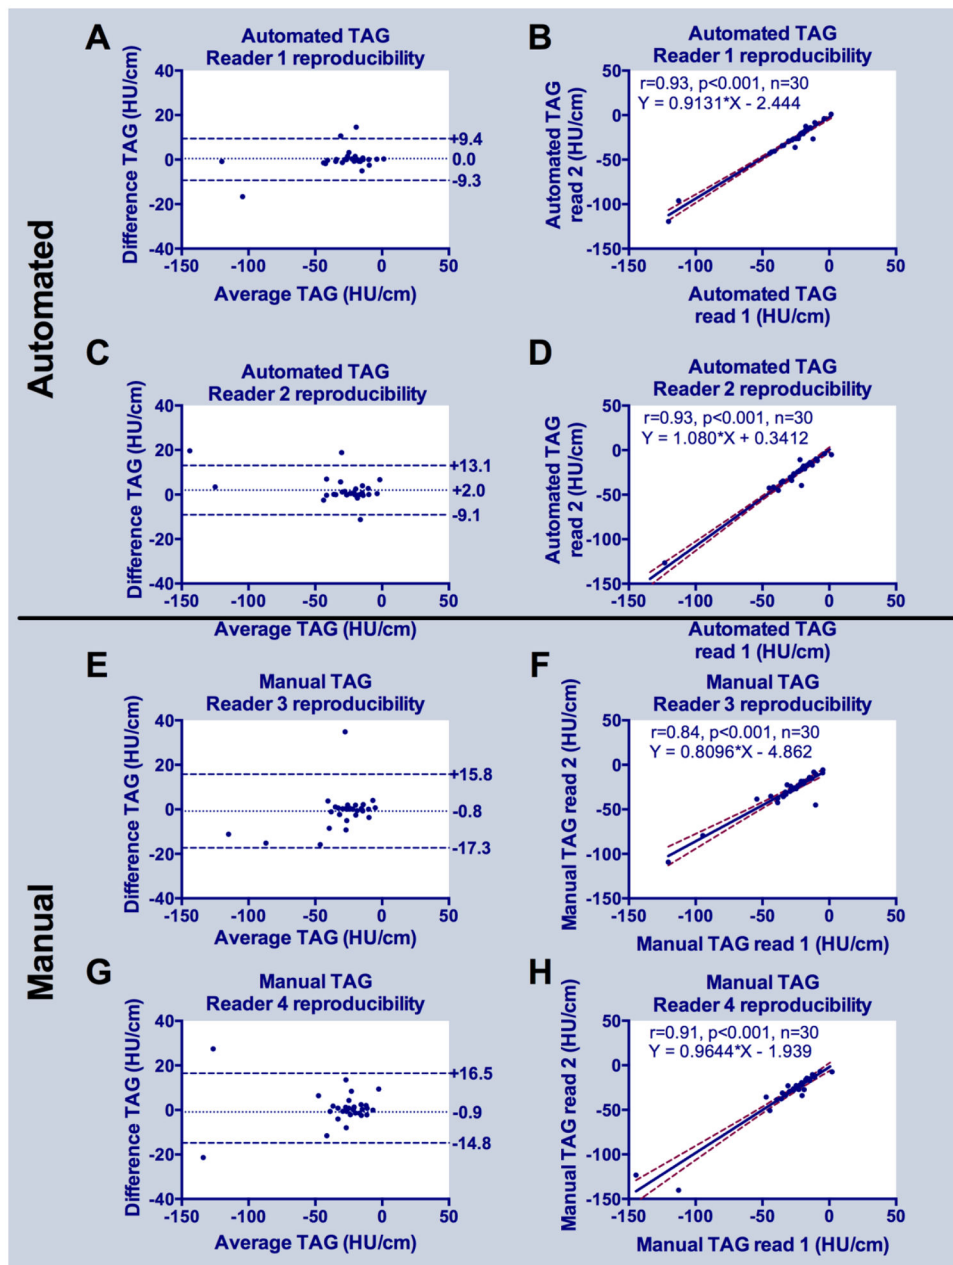 Automated
A
Automated TAG
Reader 1 reproducibility
Difference TAG (HU/cm)
40
20
0
-20
-40
+9.4
0.0
-9.3
-150 -100 -50 0 50
Average TAG (HU/cm)
B
Automated TAG
Reader 1 reproducibility
Automated TAG
read 2 (HU/cm)
r=0.93, p<0.001, n=30
Y = 0.9131*X - 2.444
50
0
-50
-100
-150
-150 -100 -50 0 50
Automated TAG
read 1 (HU/cm)
C
Automated TAG
Reader 2 reproducibility
Difference TAG (HU/cm)
40
20
0
-20
-40
+13.1
+2.0
-9.1
-150 -100 -50 0 50
Average TAG (HU/cm)
D
Automated TAG
Reader 2 reproducibility
Automated TAG
read 2 (HU/cm)
r=0.93, p<0.001, n=30
Y = 1.080*X + 0.3412
50
0
-50
-100
-150
-150 -100 -50 0 50
Automated TAG
read 1 (HU/cm)
Manual
E
Manual TAG
Reader 3 reproducibility
Difference TAG (HU/cm)
40
20
0
-20
-40
+15.8
-0.8
-17.3
-150 -100 -50 0 50
Average TAG (HU/cm)
F
Manual TAG
Reader 3 reproducibility
Manual TAG read 2 (HU/cm)
r=0.84, p<0.001, n=30
Y = 0.8096*X - 4.862
50
0
-50
-100
-150
-150 -100 -50 0 50
Manual TAG read 1 (HU/cm)
G
Manual TAG
Reader 4 reproducibility
Difference TAG (HU/cm)
40
20
0
-20
-40
+16.5
-0.9
-14.8
-150 -100 -50 0 50
Average TAG (HU/cm)
H
Manual TAG
Reader 4 reproducibility
Manual TAG read 2 (HU/cm)
r=0.91, p<0.001, n=30
Y = 0.9644*X - 1.939
50
0
-50
-100
-150
-150 -100 -50 0 50
Manual TAG read 1 (HU/cm)